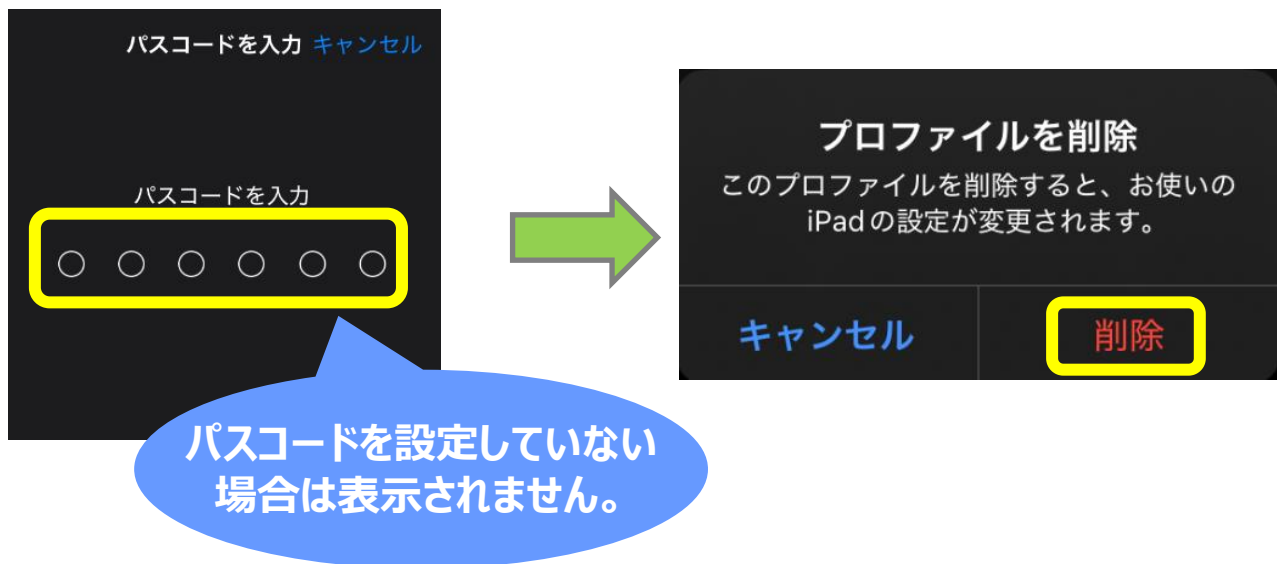 パスコードを入力 キャンセル
パスコードを入力
パスコードを設定していない
場合は表示されません。
プロファイルを削除
このプロファイルを削除すると、お使いの
iPadの設定が変更されます。
キャンセル 削除